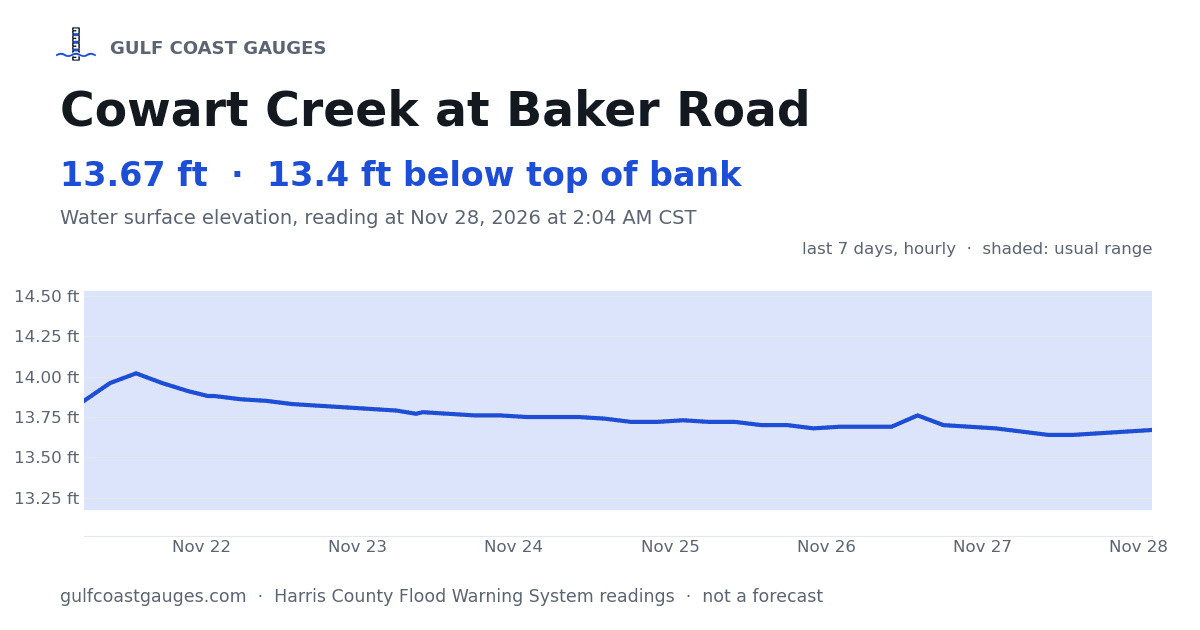 GULF COAST GAUGES
Cowart Creek at Baker Road
13.67 ft · 13.4 ft below top of bank
Water surface elevation, reading at Nov 28, 2026 at 2:04 AM CST
last 7 days, hourly · shaded: usual range
14.50 ft
14.25 ft
14.00 ft
13.75 ft
13.50 ft
13.25 ft
Nov 22 Nov 23 Nov 24 Nov 25 Nov 26 Nov 27 Nov 28
gulfcoastgauges.com · Harris County Flood Warning System readings · not a forecast